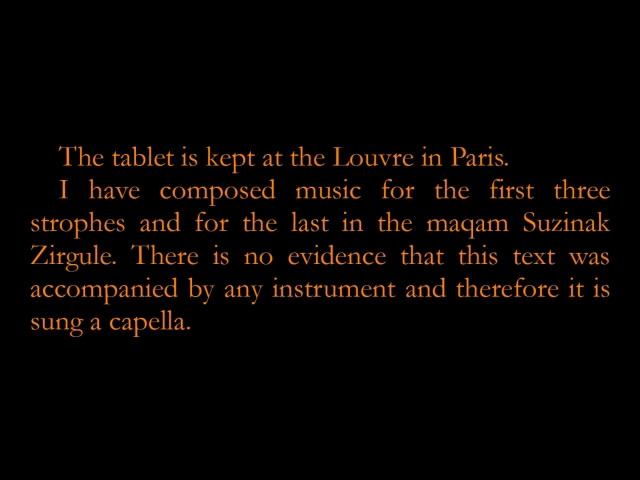 The tablet is kept at the Louvre in Paris.
I have composed music for the first three
strophes and for the last in the maqam Suzinak
Zirgule. There is no evidence that this text was
accompanied by any instrument and therefore it is
sung a capella.